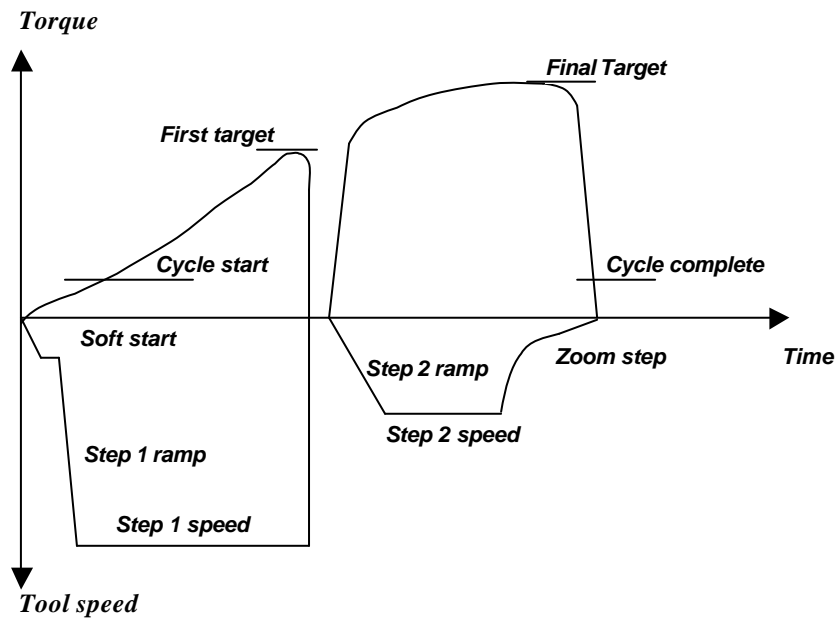 Torque
Final Target
First target
Cycle start
Cycle complete
Soft start
Zoom step
Time
Step 2 ramp
Step 2 speed
Step 1 ramp
Step 1 speed
Tool speed